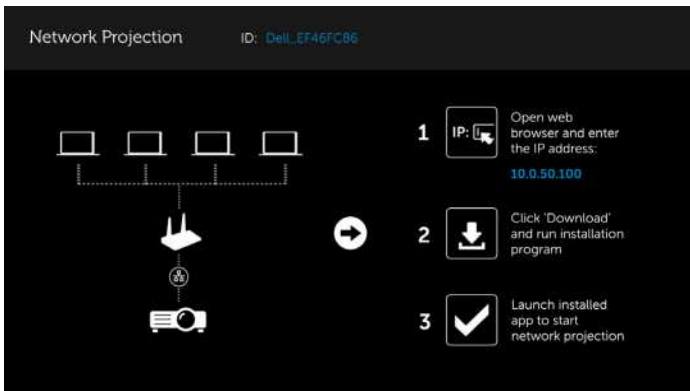 Network Projection ID: Dell_EF46FC86
1 IP: Open web
browser and enter
the IP address:
10.0.50.100
2 Click 'Download'
and run installation
program
3 Launch installed
app to start
network projection